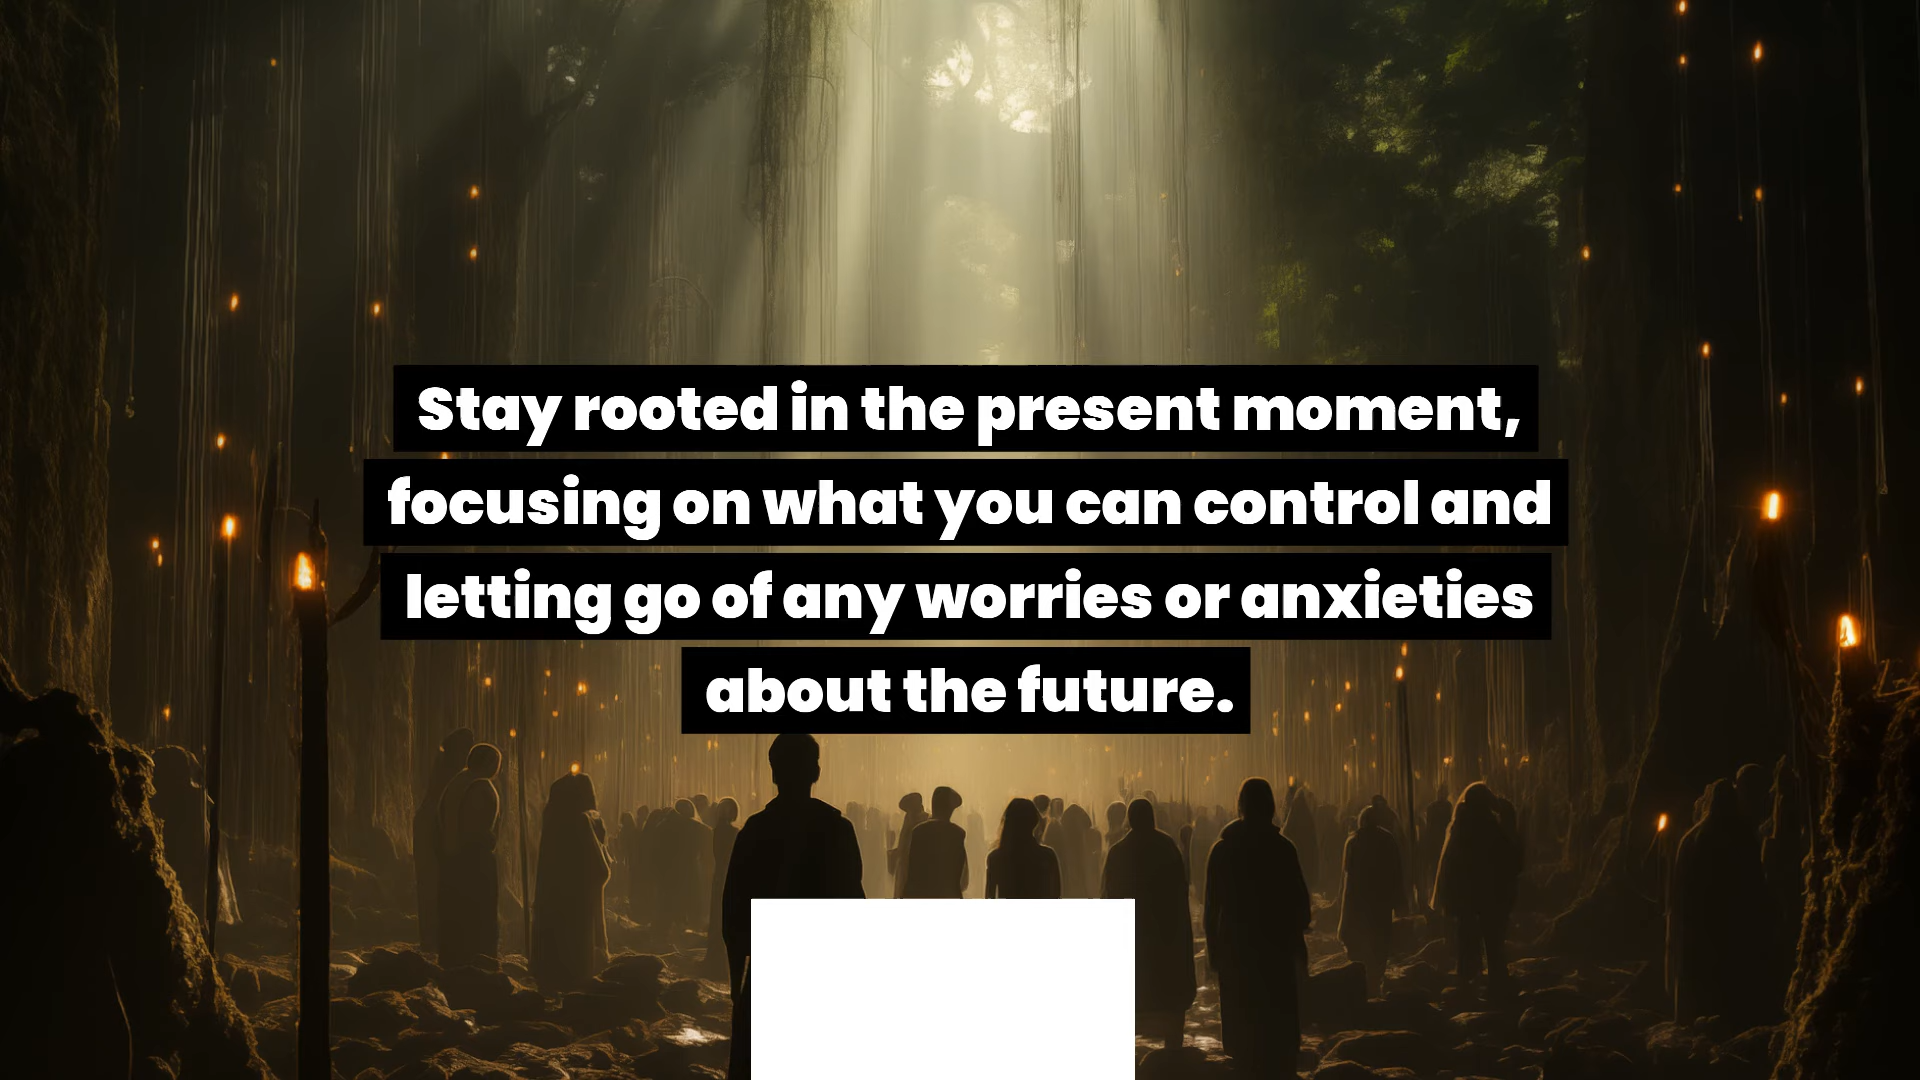 Stay rooted in the present moment,
focusing on what you can control and
letting go of any worries or anxieties
about the future.